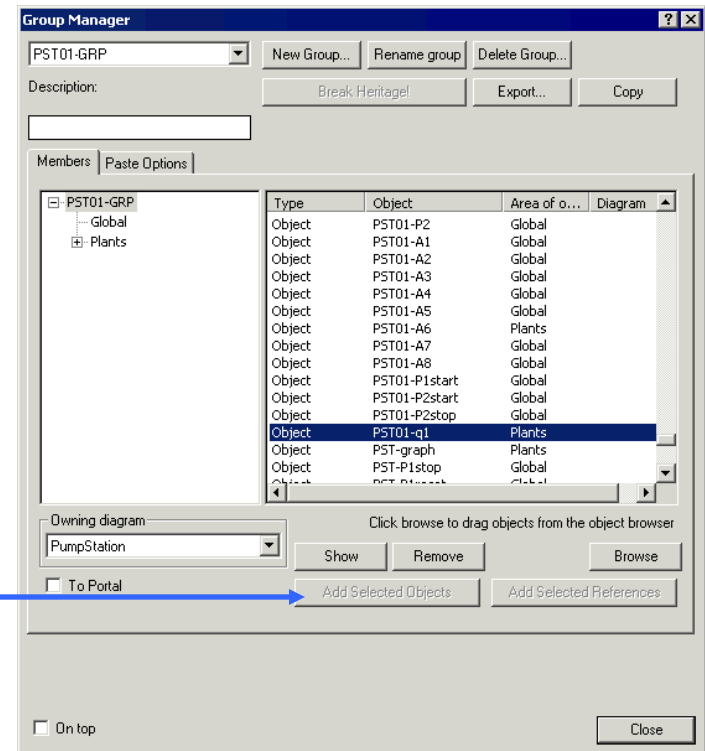 Group Manager
PST01-GRP New Group... Rename group Delete Group...
Description: Break Heritage! Export... Copy
Members Paste Options
PST01-GRP
Global
Plants
Type Object Area of o... Diagram
Object PST01-P2 Global
Object PST01-A1 Global
Object PST01-A2 Global
Object PST01-A3 Global
Object PST01-A4 Global
Object PST01-A5 Global
Object PST01-A6 Plants
Object PST01-A7 Global
Object PST01-A8 Global
Object PST01-P1start Global
Object PST01-P2start Global
Object PST01-P2stop Global
Object PST01-q1 Plants
Object PST-graph Plants
Object PST-P1stop Global
Owning diagram Click browse to drag objects from the object browser
PumpStation Show Remove Browse
To Portal Add Selected Objects Add Selected References
On top Close